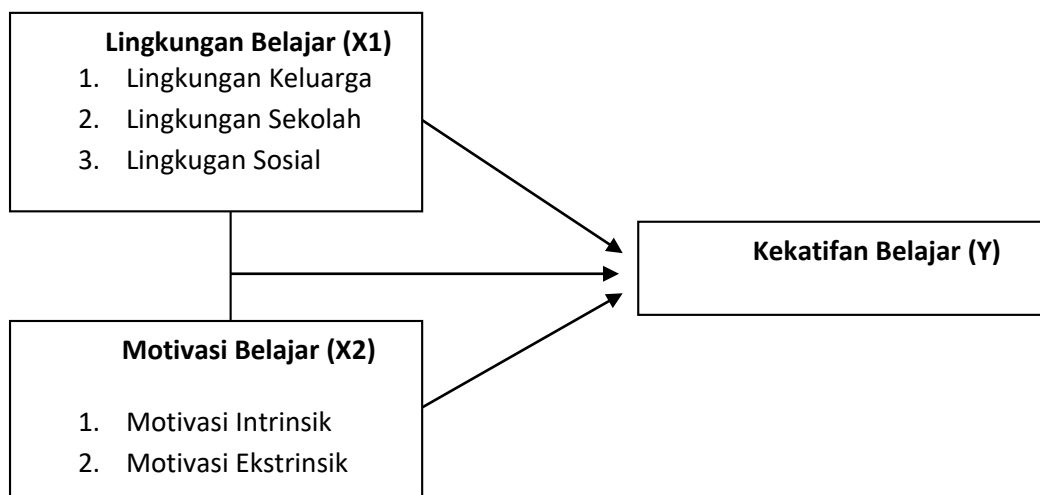 Lingkungan Belajar (X1)
1. Lingkungan Keluarga
2. Lingkungan Sekolah
3. Lingkugan Sosial
Kekatifan Belajar (Y)
Motivasi Belajar (X2)
1. Motivasi Intrinsik
2. Motivasi Ekstrinsik